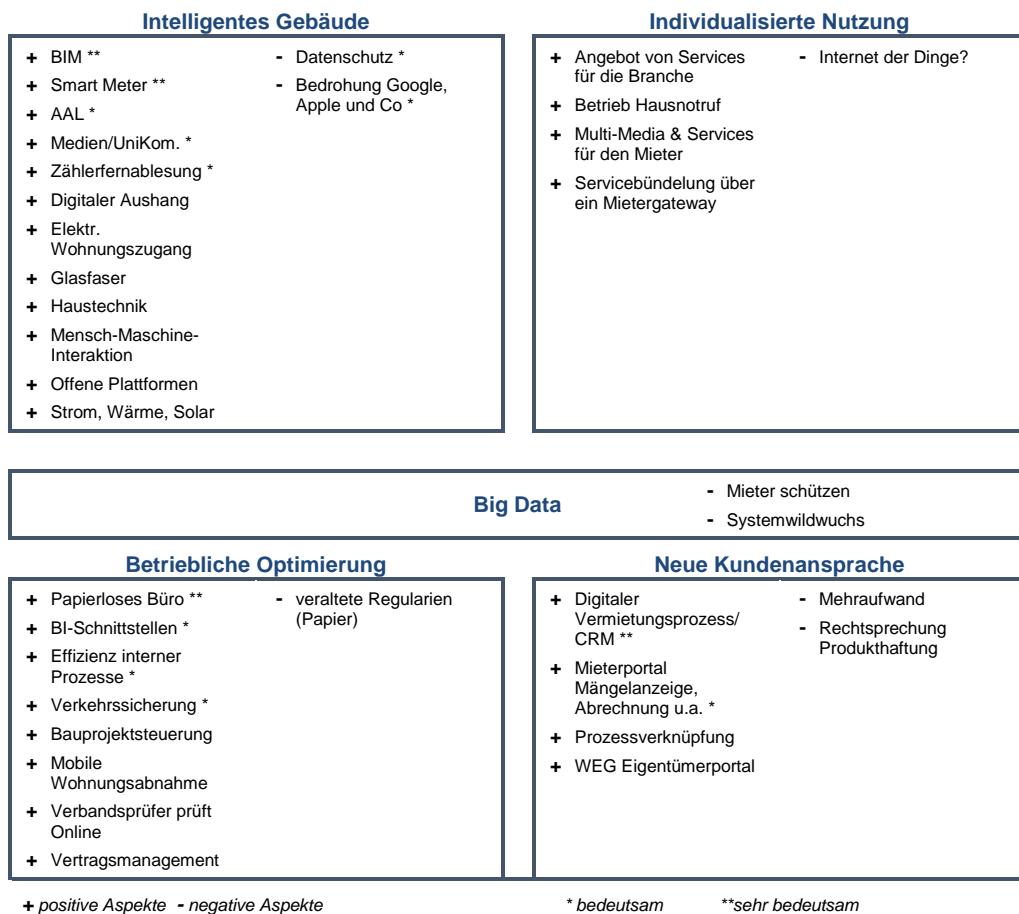 Intelligentes Gebäude
+ BIM **
+ Smart Meter **
+ AAL *
+ Medien/UniKom. *
+ Zählerfernablesung *
+ Digitaler Aushang
+ Elektr.
Wohnungszugang
+ Glasfaser
+ Haustechnik
+ Mensch-Maschine-
Interaktion
+ Offene Plattformen
+ Strom, Wärme, Solar
- Datenschutz *
- Bedrohung Google,
Apple und Co *
Individualisierte Nutzung
+ Angebot von Services
für die Branche
+ Betrieb Hausnotruf
+ Multi-Media & Services
für den Mieter
+ Servicebündelung über
ein Mietergateway
- Internet der Dinge?
Big Data
- Mieter schützen
- Systemwildwuchs
Betriebliche Optimierung
+ Papierloses Büro **
+ BI-Schnittstellen *
+ Effizienz interner
Prozesse *
+ Verkehrssicherung *
+ Bauprojektsteuerung
+ Mobile
Wohnungsabnahme
+ Verbandsprüfer prüft
Online
+ Vertragsmanagement
- veraltete Regularien
(Papier)
Neue Kundenansprache
+ Digitaler
Vermietungsprozess/
CRM **
+ Mieterportal
Mängelanzeige,
Abrechnung u.a. *
+ Prozessverknüpfung
+ WEG Eigentümerportal
- Mehraufwand
- Rechtsprechung
Produkthaftung
+ positive Aspekte - negative Aspekte
* bedeutsam **sehr bedeutsam